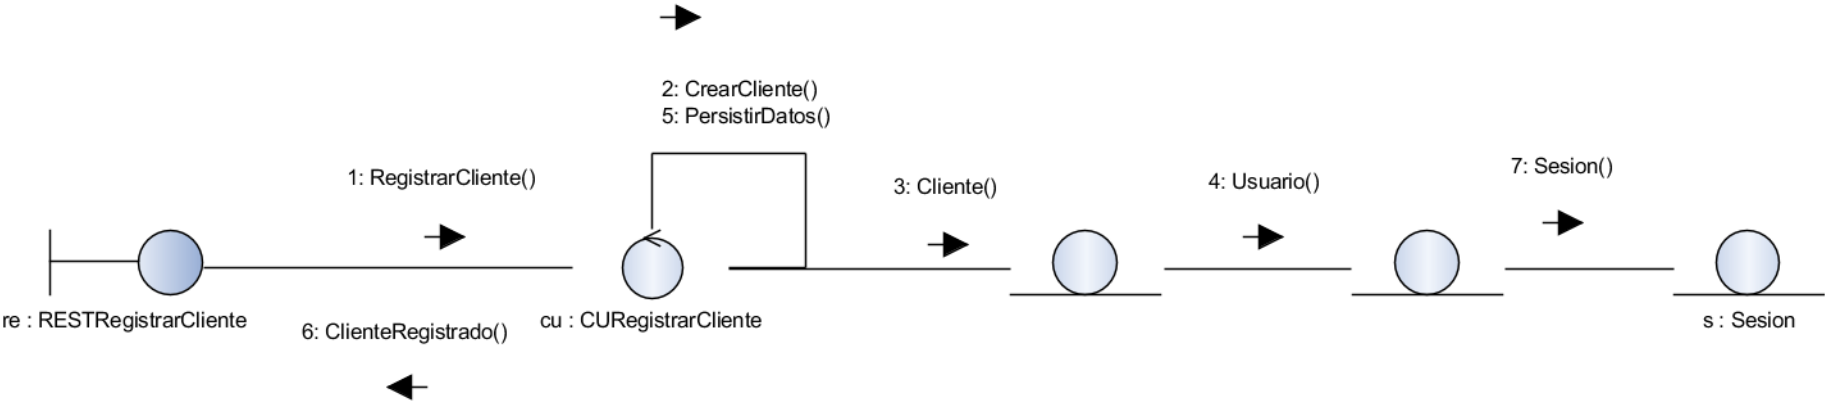 2: CrearCliente()
5: PersistirDatos()
1: RegistrarCliente()
3: Cliente()
4: Usuario()
7: Sesion()
re : RESTRegistrarCliente
6: ClienteRegistrado()
cu : CURegistrarCliente
s : Sesion